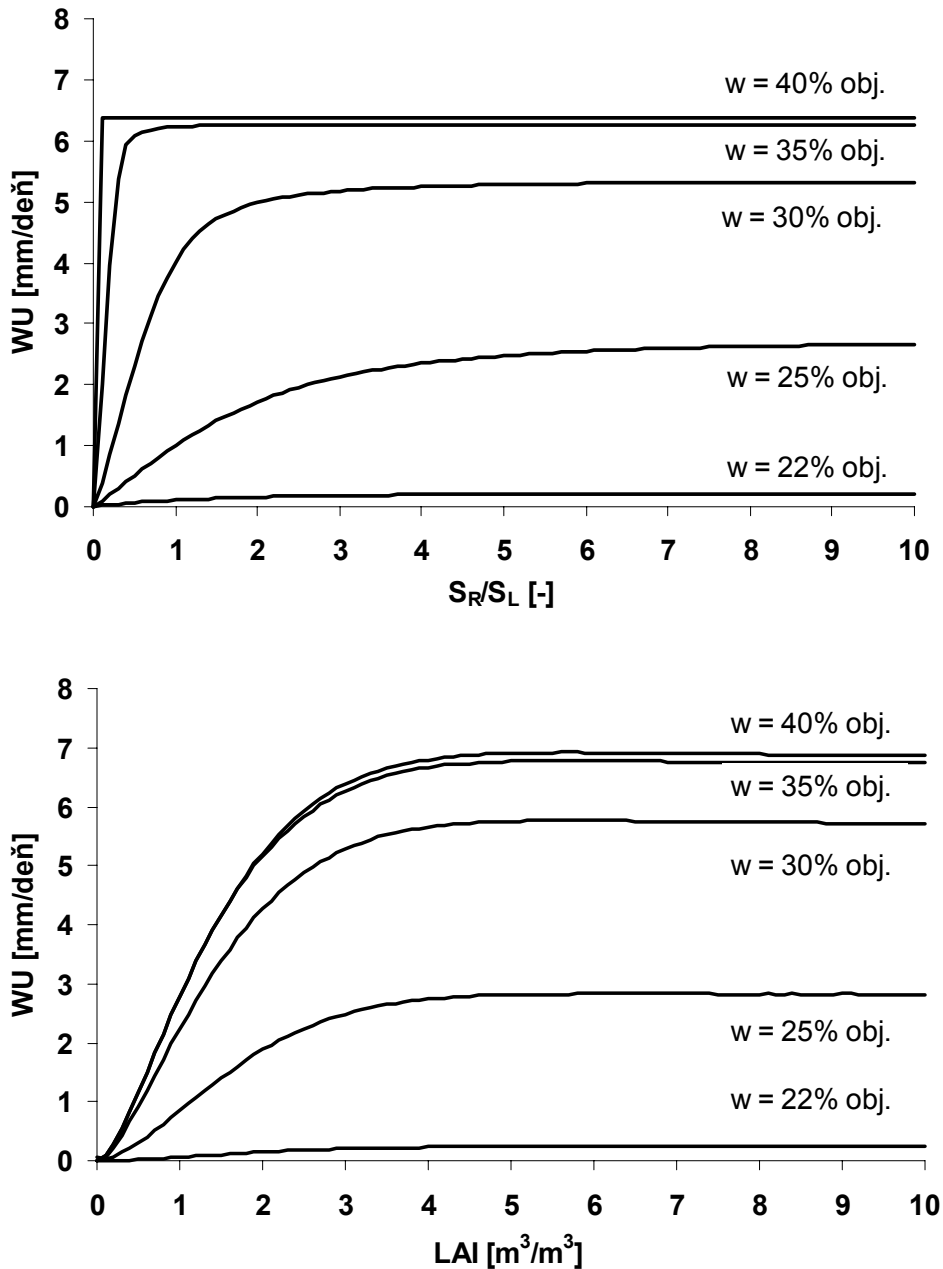 8
7
6
5
4
3
2
1
0
WU [mm/deň]
w = 40% obj.
w = 35% obj.
w = 30% obj.
w = 25% obj.
w = 22% obj.
0 1 2 3 4 5 6 7 8 9 10
S_R/S_L [-]
8
7
6
5
4
3
2
1
0
WU [mm/deň]
w = 40% obj.
w = 35% obj.
w = 30% obj.
w = 25% obj.
w = 22% obj.
0 1 2 3 4 5 6 7 8 9 10
LAI [m³/m³]